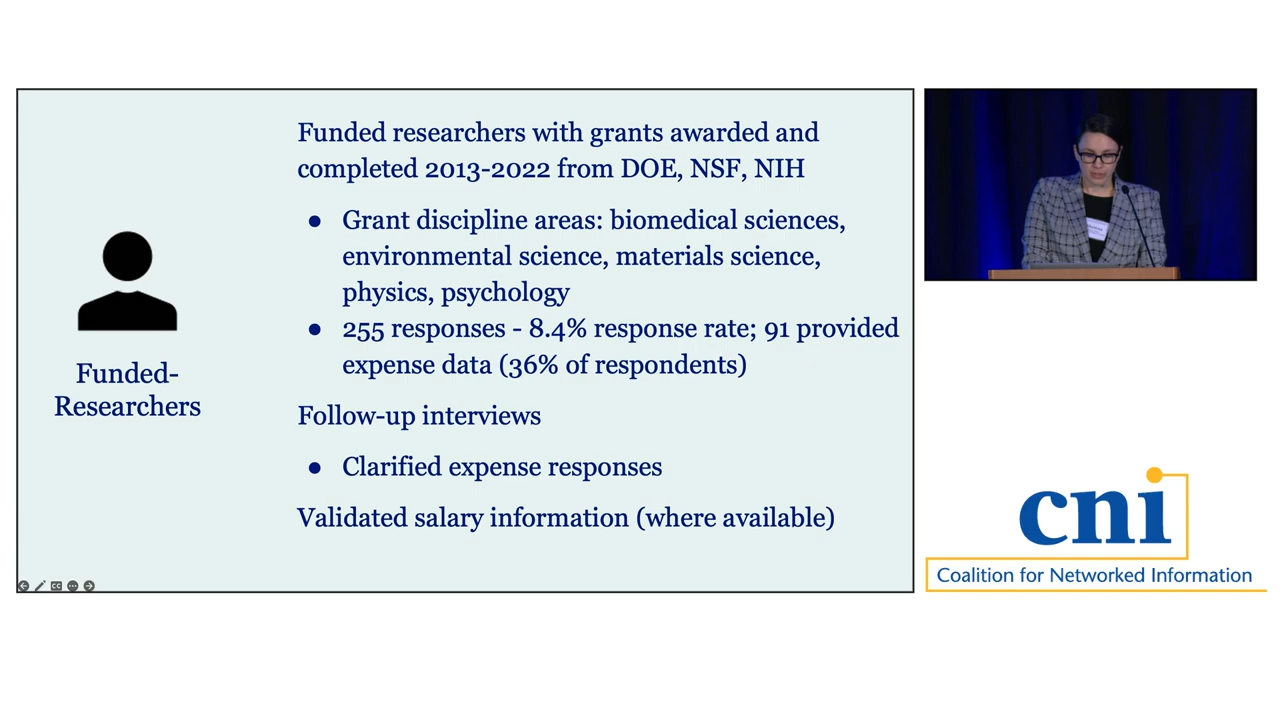 Funded researchers with grants awarded and
completed 2013-2022 from DOE, NSF, NIH
● Grant discipline areas: biomedical sciences,
environmental science, materials science,
physics, psychology
● 255 responses - 8.4% response rate; 91 provided
expense data (36% of respondents)
Funded-
Researchers
Follow-up interviews
● Clarified expense responses
Validated salary information (where available)
cni
Coalition for Networked Information